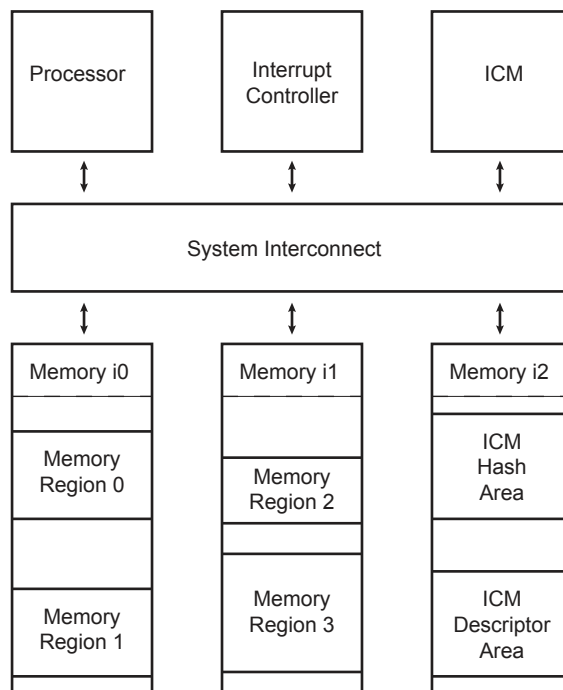 Processor
Interrupt
Controller
ICM
System Interconnect
Memory i0
Memory i1
Memory i2
Memory
Region 0
Memory
Region 2
ICM
Hash
Area
Memory
Region 1
Memory
Region 3
ICM
Descriptor
Area